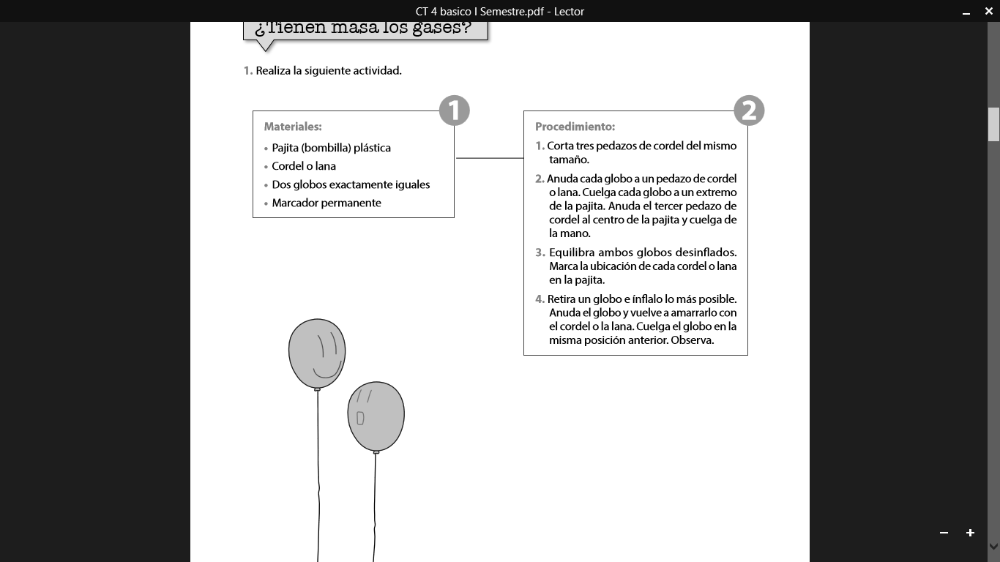 CT 4 basico I Semestre.pdf - Lector
¿Tienen masa los gases?
1. Realiza la siguiente actividad.
1
Materiales:
• Pajita (bombilla) plástica
• Cordel o lana
• Dos globos exactamente iguales
• Marcador permanente
2
Procedimiento:
1. Corta tres pedazos de cordel del mismo
tamaño.
2. Anuda cada globo a un pedazo de cordel
o lana. Cuelga cada globo a un extremo
de la pajita. Anuda el tercer pedazo de
cordel al centro de la pajita y cuelga de
la mano.
3. Equilibra ambos globos desinflados.
Marca la ubicación de cada cordel o lana
en la pajita.
4. Retira un globo e ínflalo lo más posible.
Anuda el globo y vuelve a amarrarlo con
el cordel o la lana. Cuelga el globo en la
misma posición anterior. Observa.